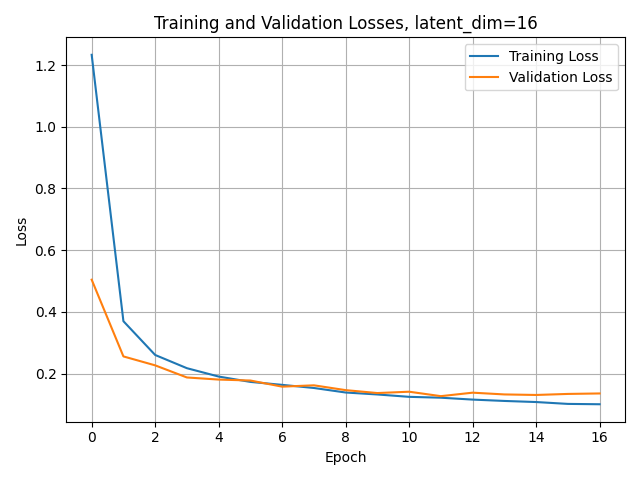 Training and Validation Losses, latent_dim=16
Training Loss
Validation Loss
Loss
1.2
1.0
0.8
0.6
0.4
0.2
0 2 4 6 8 10 12 14 16
Epoch